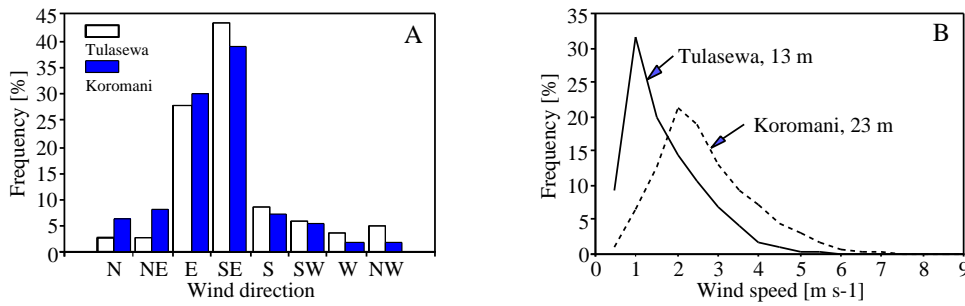 A
Frequency [%]
45
40
35
30
25
20
15
10
5
0
Tulasewa
Koromani
N NE E SE S SW W NW
Wind direction
B
Frequency [%]
35
30
25
20
15
10
5
0
Tulasewa, 13 m
Koromani, 23 m
0 1 2 3 4 5 6 7 8 9
Wind speed [m s-1]